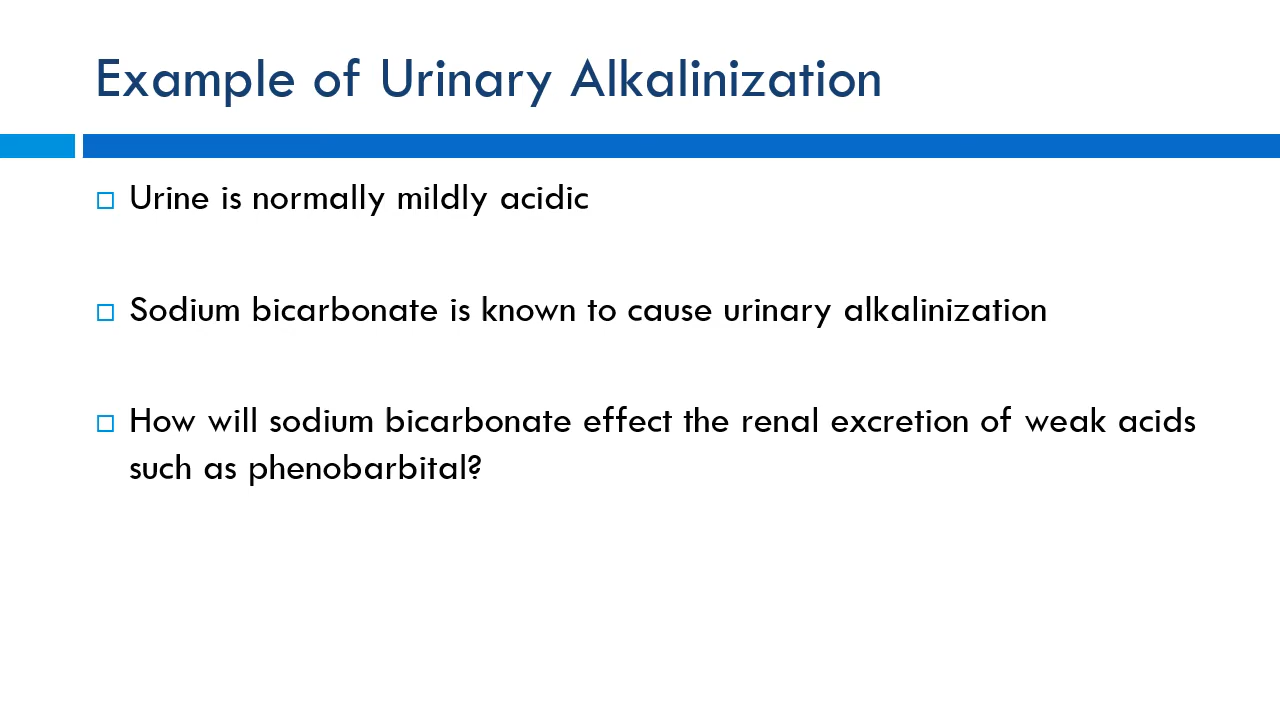 Example of Urinary Alkalinization
Urine is normally mildly acidic
Sodium bicarbonate is known to cause urinary alkalinization
How will sodium bicarbonate effect the renal excretion of weak acids
such as phenobarbital?